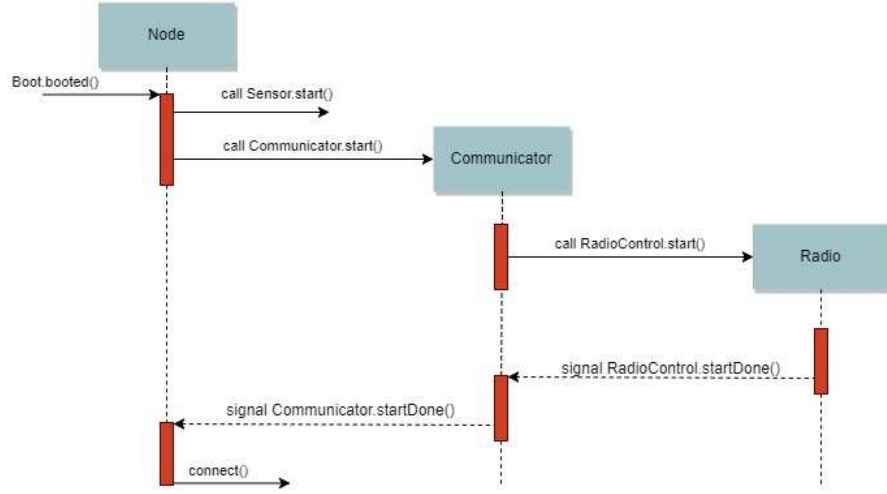 Node
Boot.booted()
call Sensor.start()
call Communicator.start()
Communicator
call RadioControl.start()
Radio
signal RadioControl.startDone()
signal Communicator.startDone()
connect()